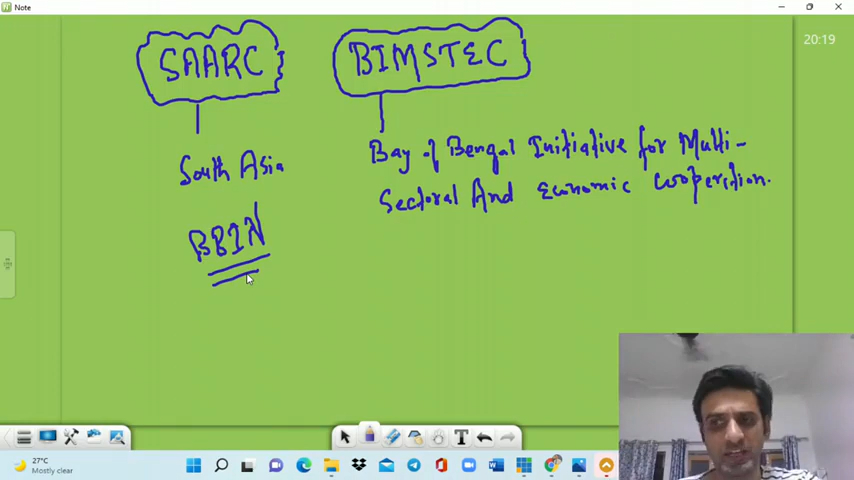 Note
20:19
SAARC
BIMSTEC
South Asia
Bay of Bengal Initiative for Multi-
Sectoral And Economic Cooperation.
BBIN
27°C
Mostly clear